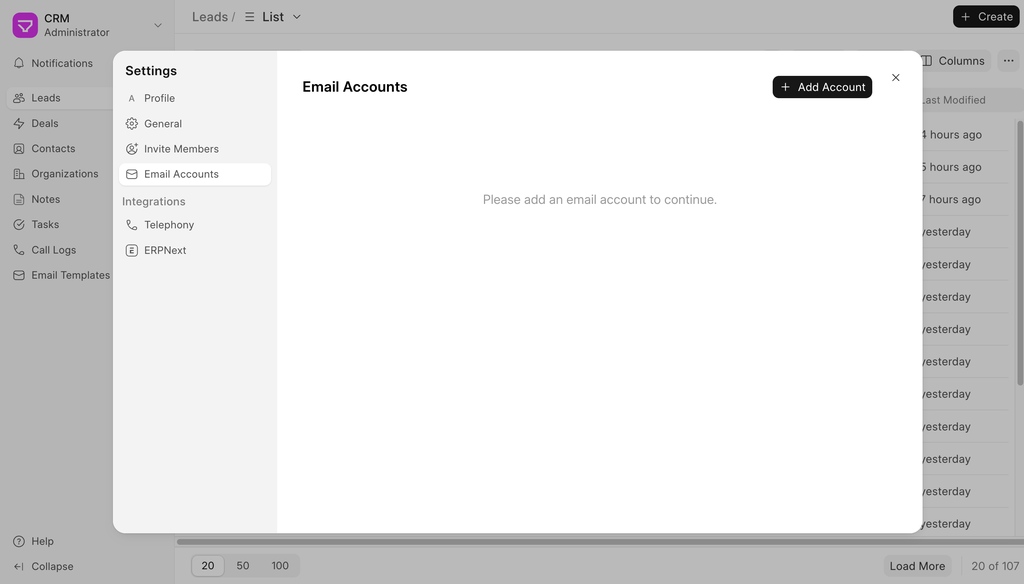 CRM
Administrator
Notifications
Leads
Deals
Contacts
Organizations
Notes
Tasks
Call Logs
Email Templates
Help
Collapse
Leads / List
Create
Columns
Last Modified
4 hours ago
5 hours ago
7 hours ago
yesterday
yesterday
yesterday
yesterday
yesterday
yesterday
yesterday
yesterday
yesterday
yesterday
Settings
A Profile
General
Invite Members
Email Accounts
Integrations
Telephony
E ERPNext
Email Accounts
+ Add Account
Please add an email account to continue.
20 50 100
Load More
20 of 107